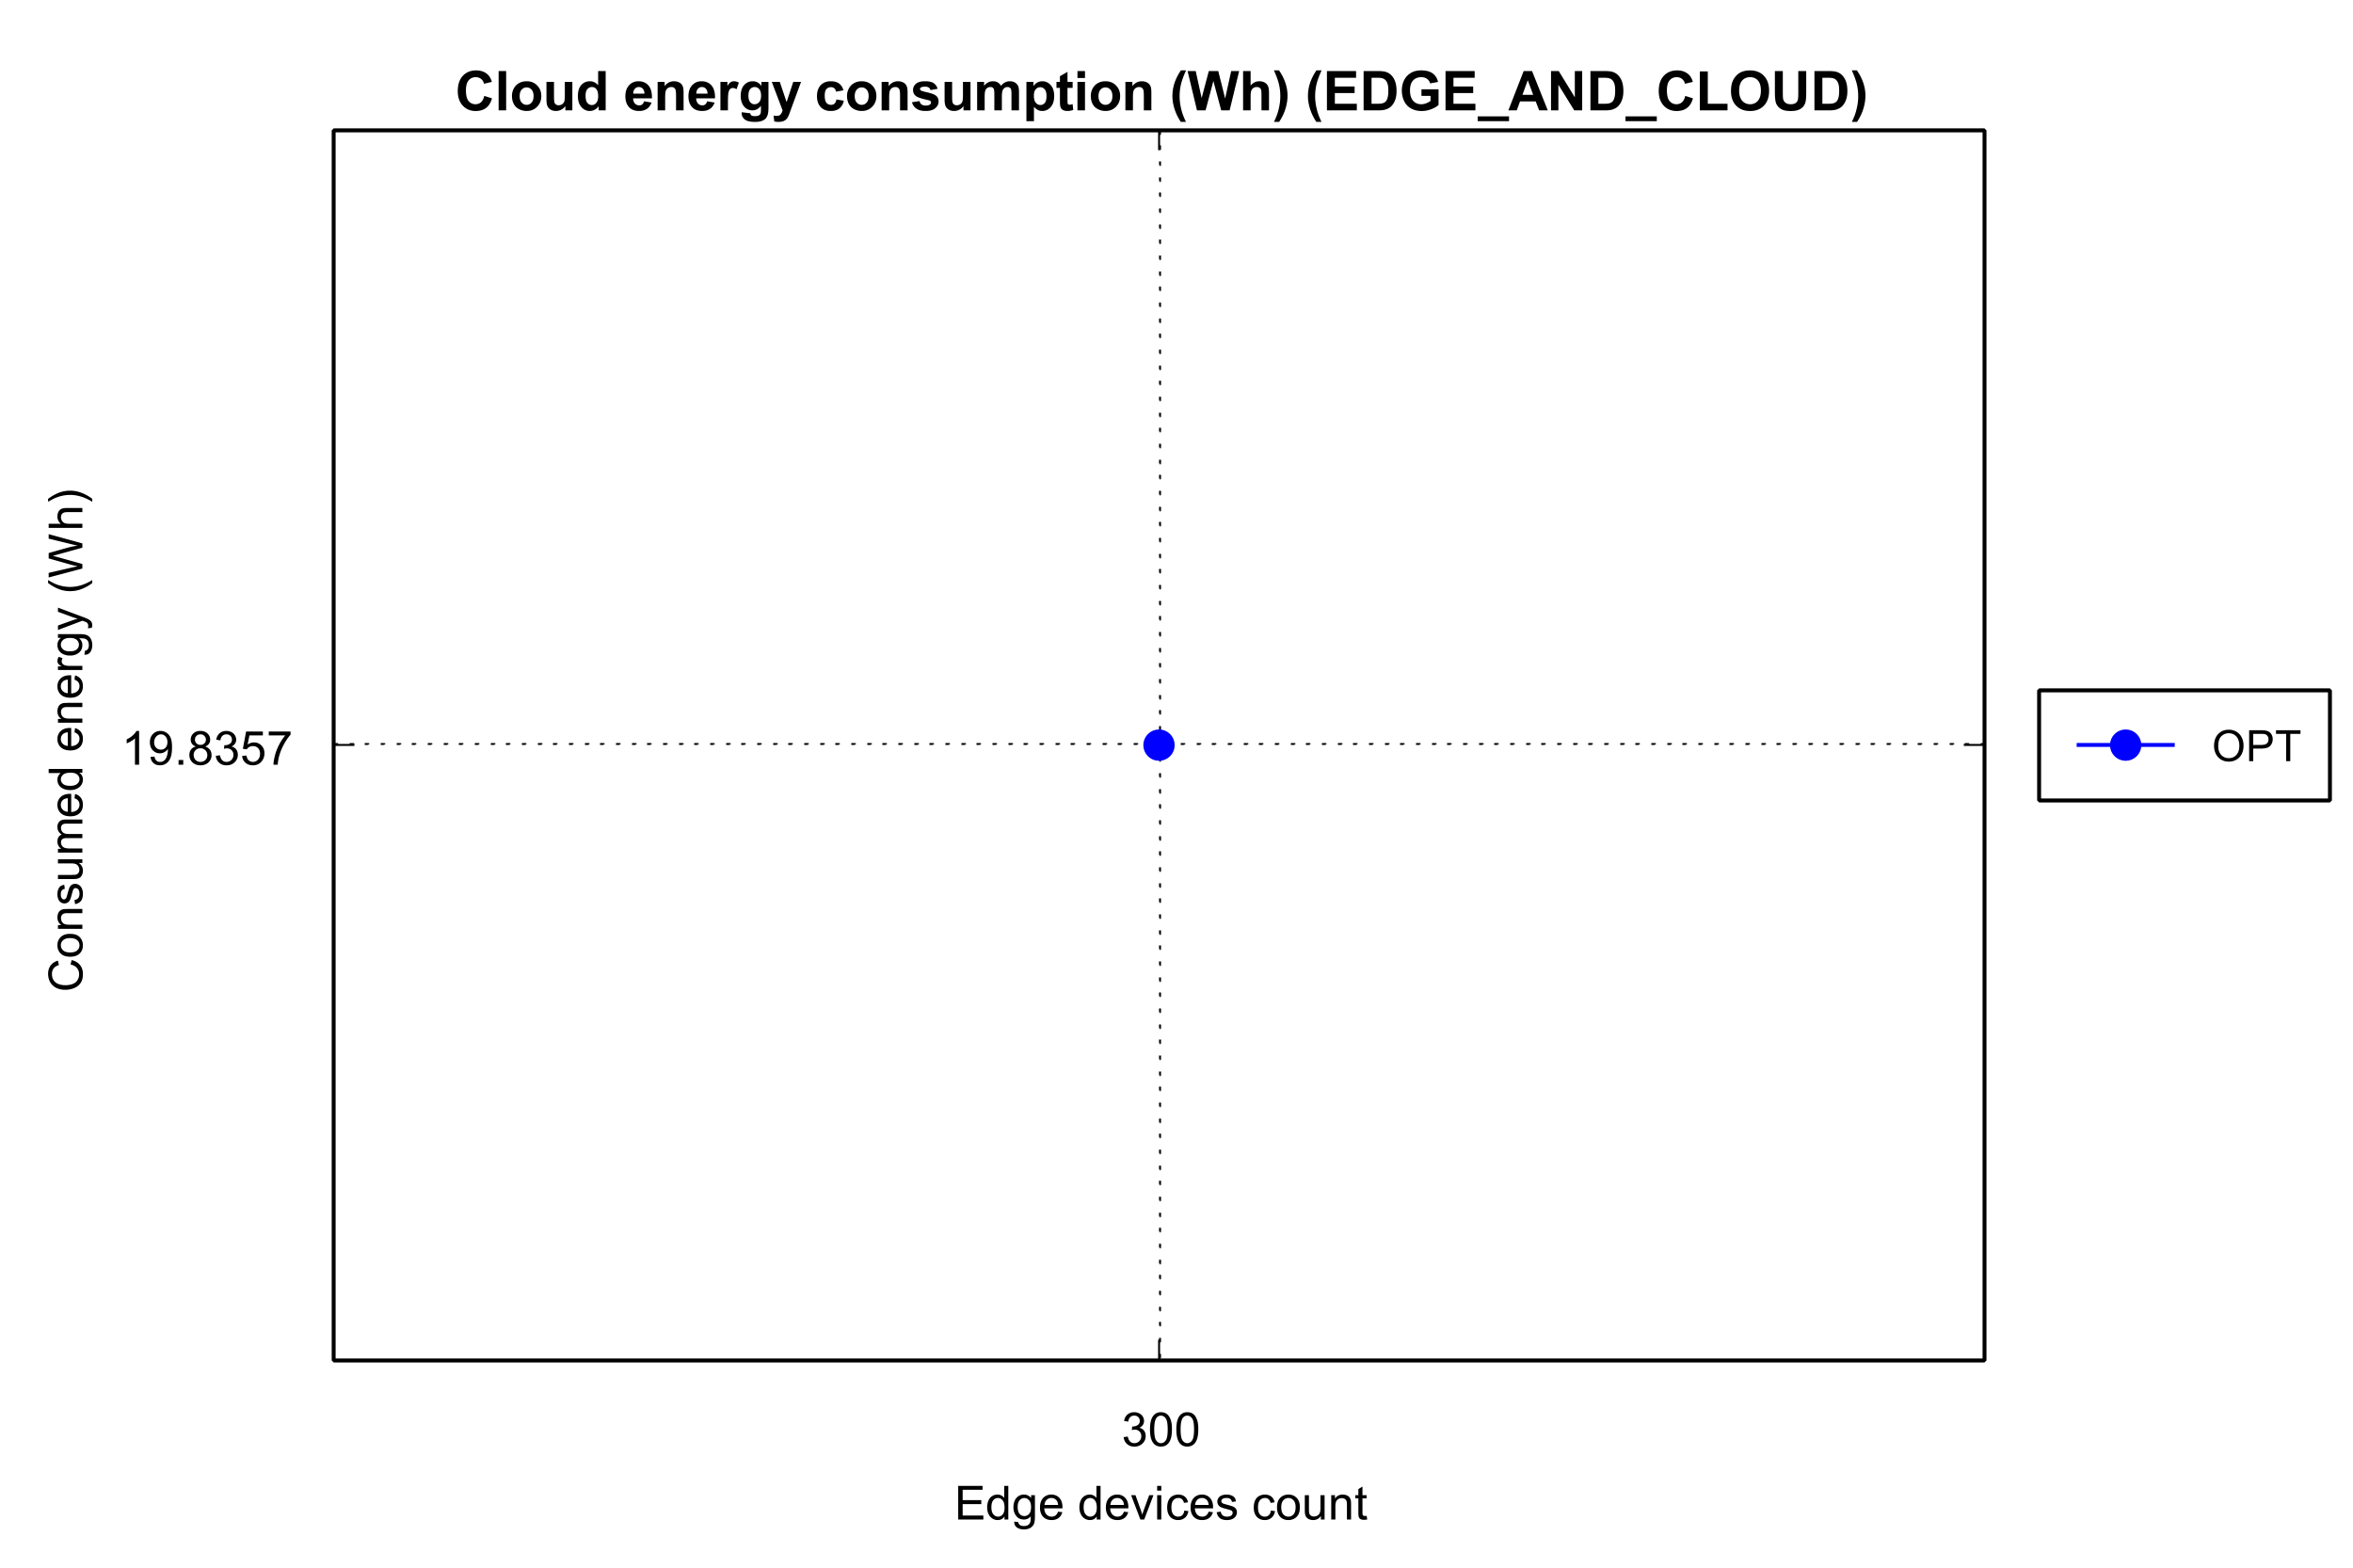 Cloud energy consumption (Wh) (EDGE_AND_CLOUD)
Consumed energy (Wh)
19.8357
OPT
300
Edge devices count